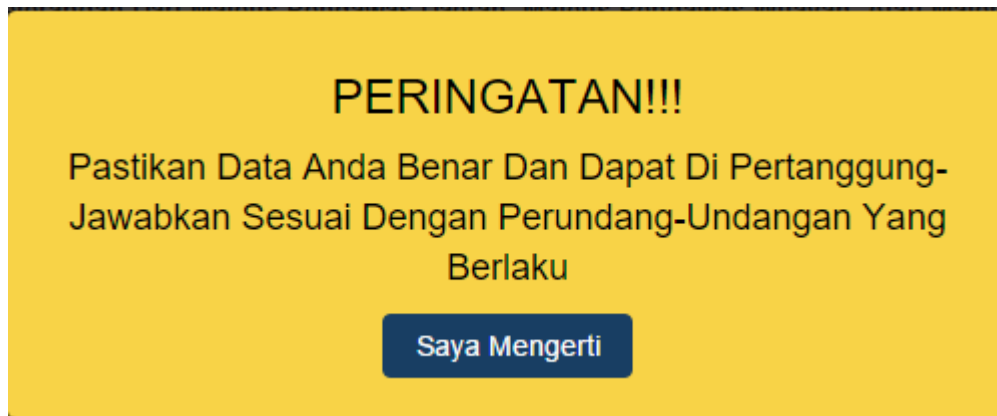 PERINGATAN!!!
Pastikan Data Anda Benar Dan Dapat Di Pertanggung-
Jawabkan Sesuai Dengan Perundang-Undangan Yang
Berlaku
Saya Mengerti